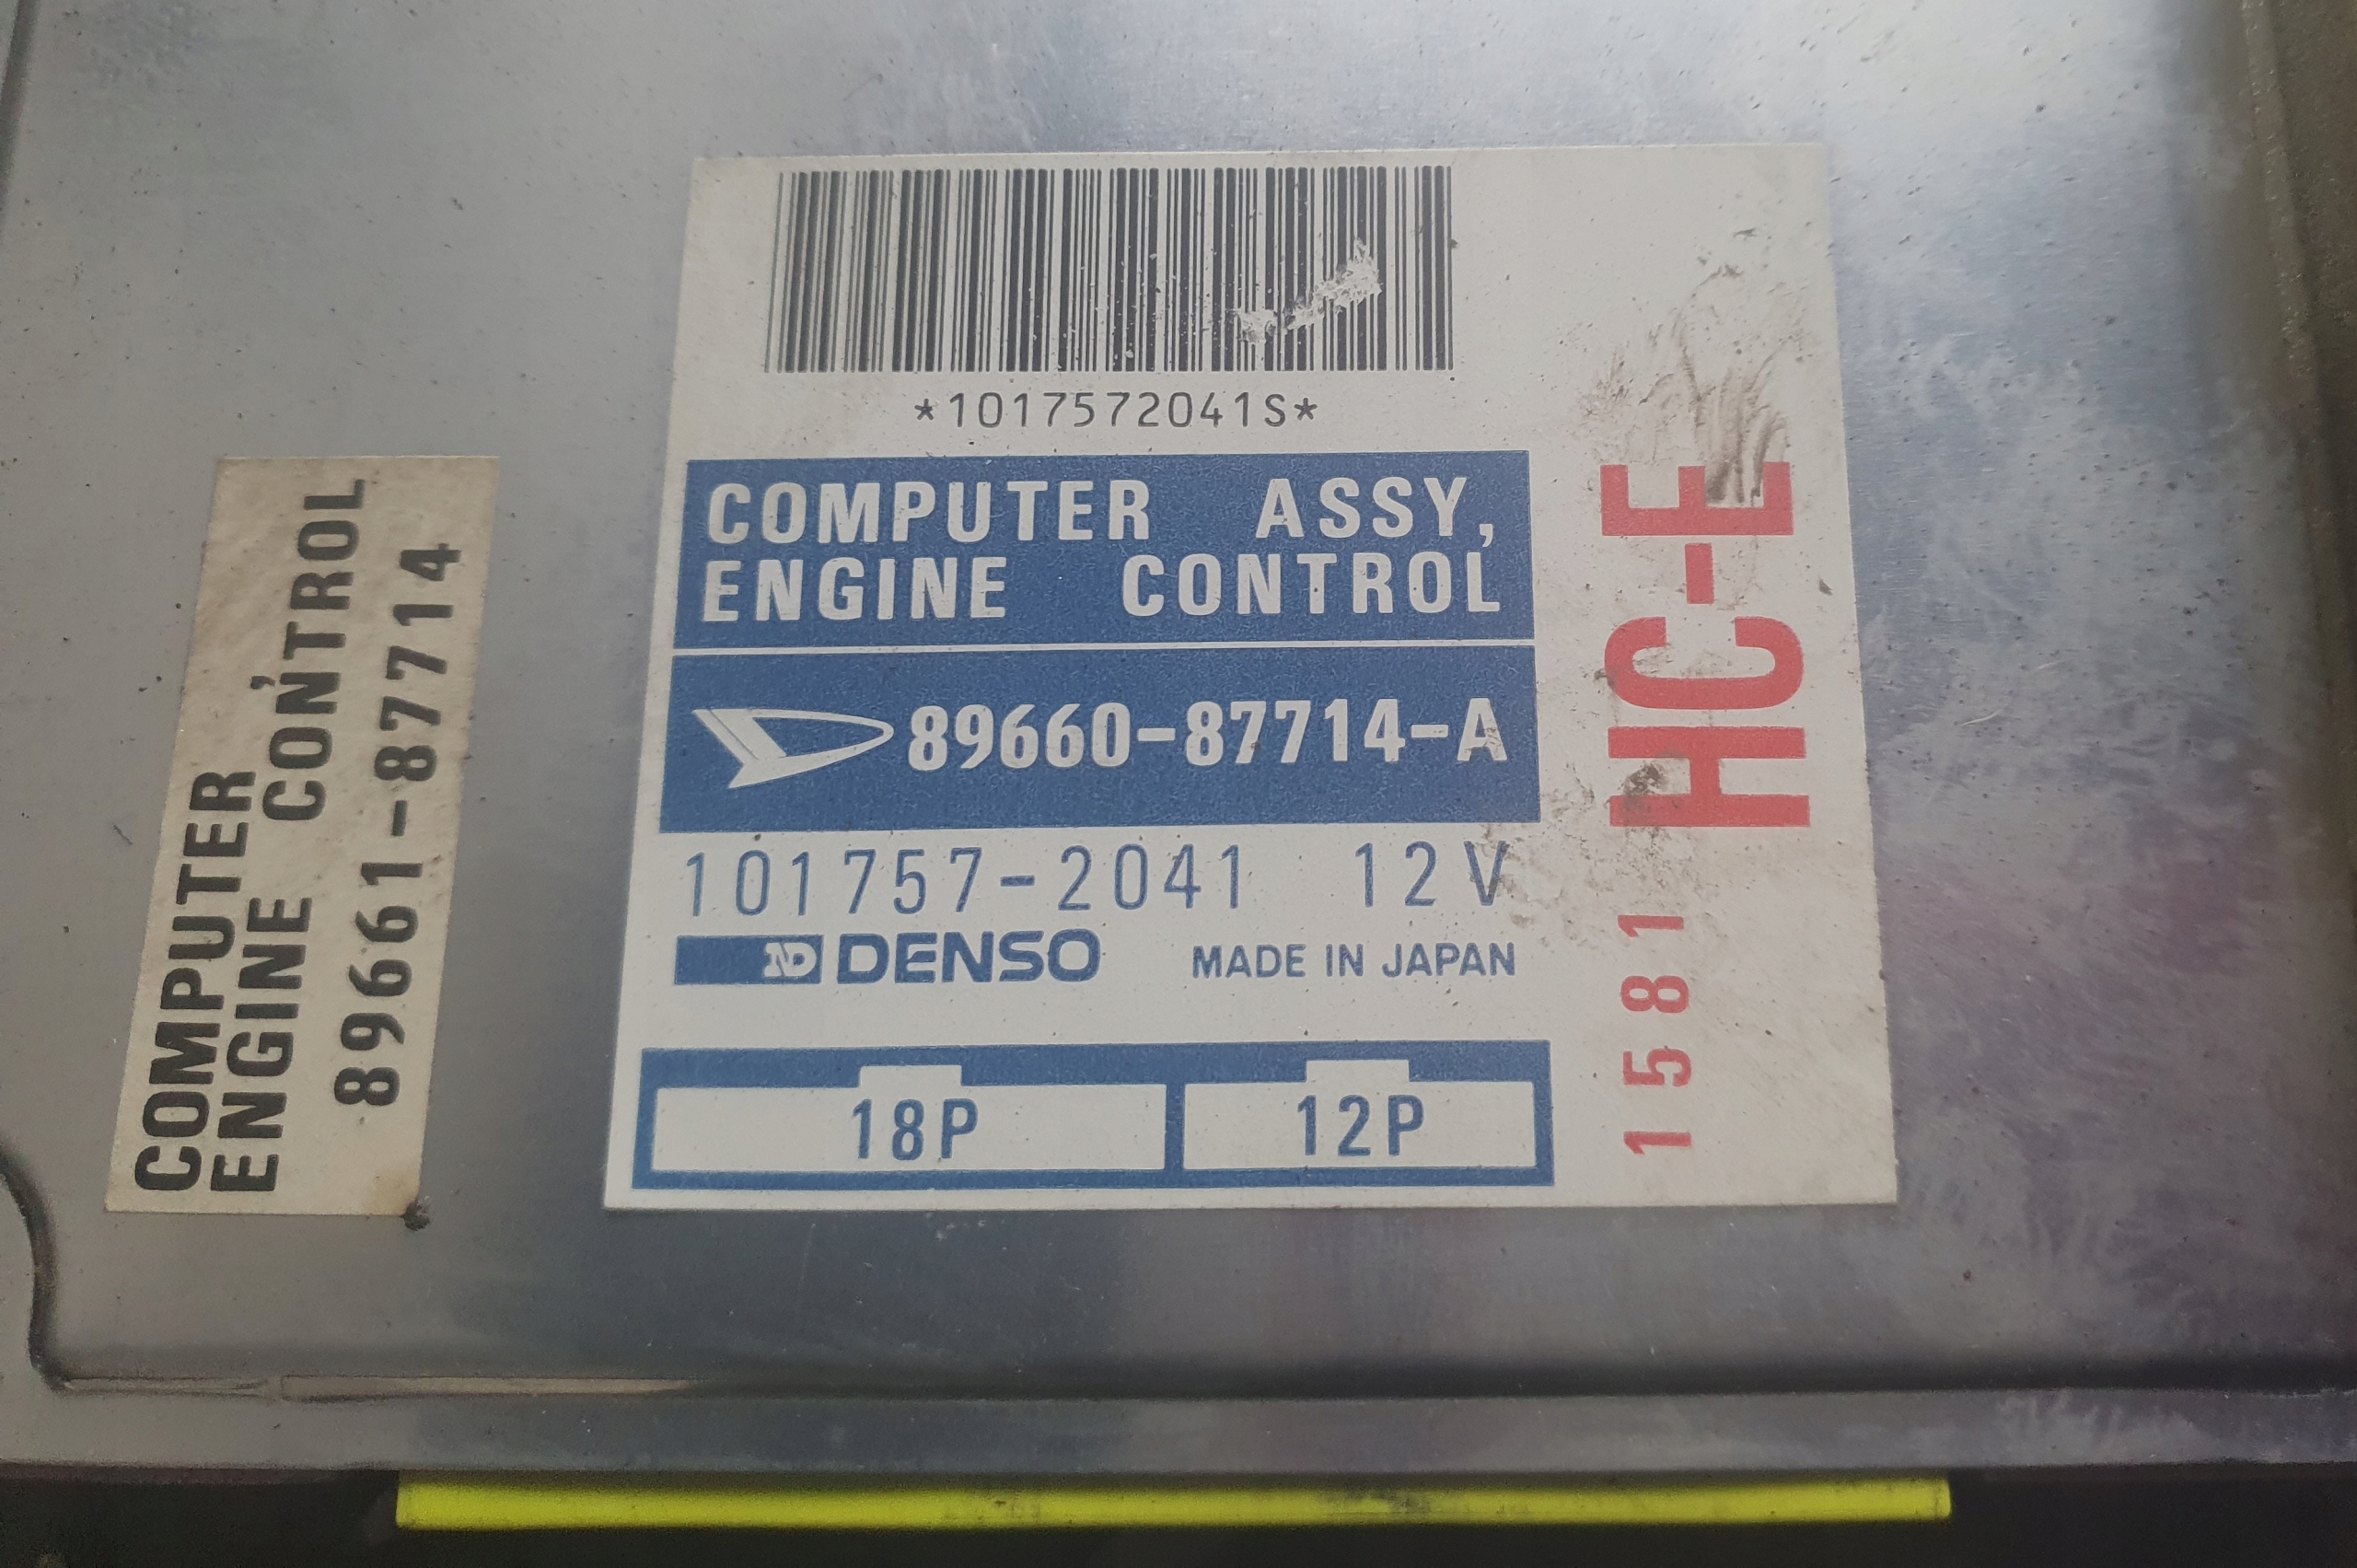 *1017572041S*
COMPUTER ASSY,
ENGINE CONTROL
89660-87714-A
101757-2041 12V
ND DENSO MADE IN JAPAN
18P 12P
HC-E
1581
COMPUTER
ENGINE CONTROL
89661-87714